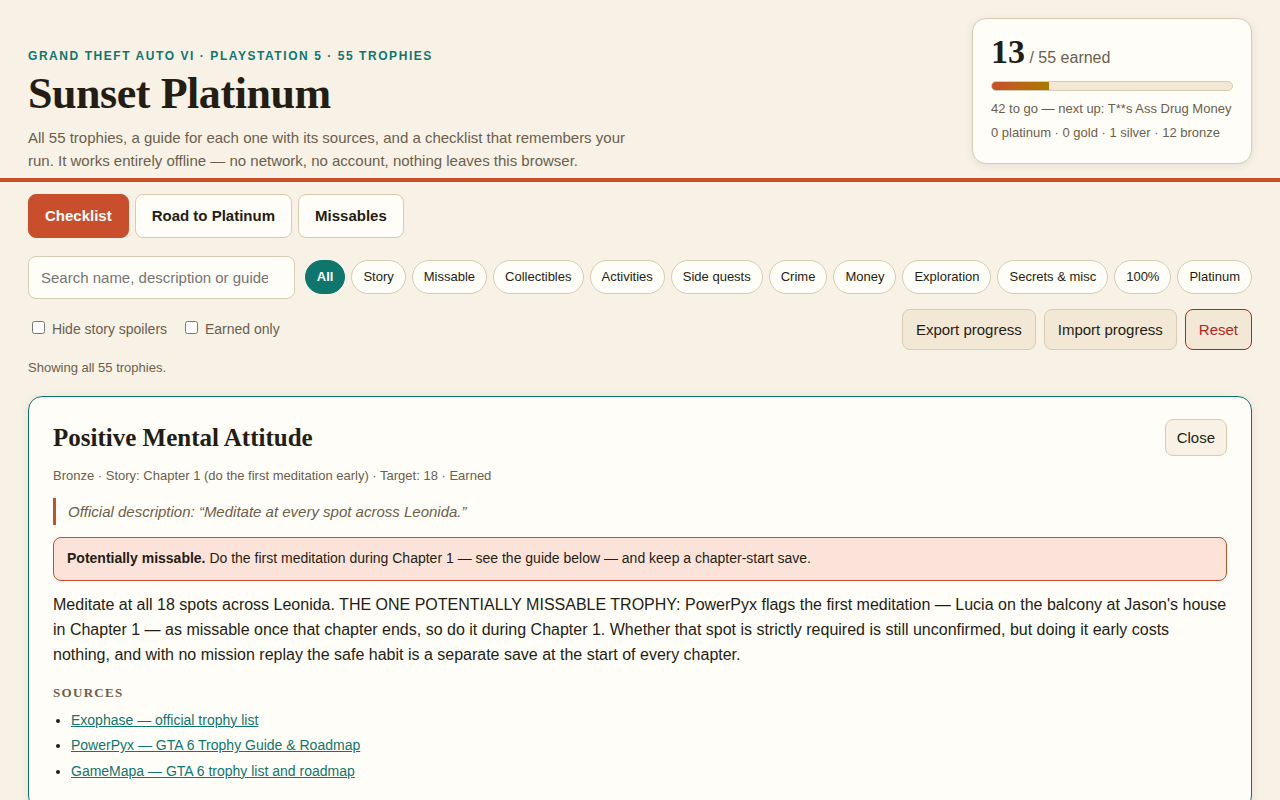 GRAND THEFT AUTO VI · PLAYSTATION 5 · 55 TROPHIES
Sunset Platinum
All 55 trophies, a guide for each one with its sources, and a checklist that remembers your
run. It works entirely offline — no network, no account, nothing leaves this browser.
13 / 55 earned
42 to go — next up: T**s Ass Drug Money
0 platinum · 0 gold · 1 silver · 12 bronze
Checklist Road to Platinum Missables
Search name, description or guide All Story Missable Collectibles Activities Side quests Crime Money Exploration Secrets & misc 100% Platinum
Hide story spoilers Earned only Export progress Import progress Reset
Showing all 55 trophies.
Positive Mental Attitude Close
Bronze · Story: Chapter 1 (do the first meditation early) · Target: 18 · Earned
Official description: “Meditate at every spot across Leonida.”
Potentially missable. Do the first meditation during Chapter 1 — see the guide below — and keep a chapter-start save.
Meditate at all 18 spots across Leonida. THE ONE POTENTIALLY MISSABLE TROPHY: PowerPyx flags the first meditation — Lucia on the balcony at Jason's house
in Chapter 1 — as missable once that chapter ends, so do it during Chapter 1. Whether that spot is strictly required is still unconfirmed, but doing it early costs
nothing, and with no mission replay the safe habit is a separate save at the start of every chapter.
SOURCES
• Exophase — official trophy list
• PowerPyx — GTA 6 Trophy Guide & Roadmap
• GameMapa — GTA 6 trophy list and roadmap